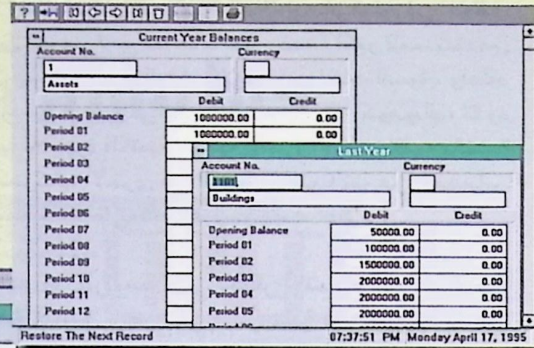 Current Year Balances
Account No. Currency
1
Assets
Debit Credit
Opening Balance 1000000.00 0.00
Period 01 1000000.00 0.00
Period 02
Period 03
Period 04
Period 05
Period 06
Period 07
Period 08
Period 09
Period 10
Period 11
Period 12
Last Year
Account No. Currency
Buildings
Debit Credit
Opening Balance 50000.00 0.00
Period 01 100000.00 0.00
Period 02 1500000.00 0.00
Period 03 2000000.00 0.00
Period 04 2000000.00 0.00
Period 05 2000000.00 0.00
Restore The Next Record 07:37:51 PM Monday April 17, 1995